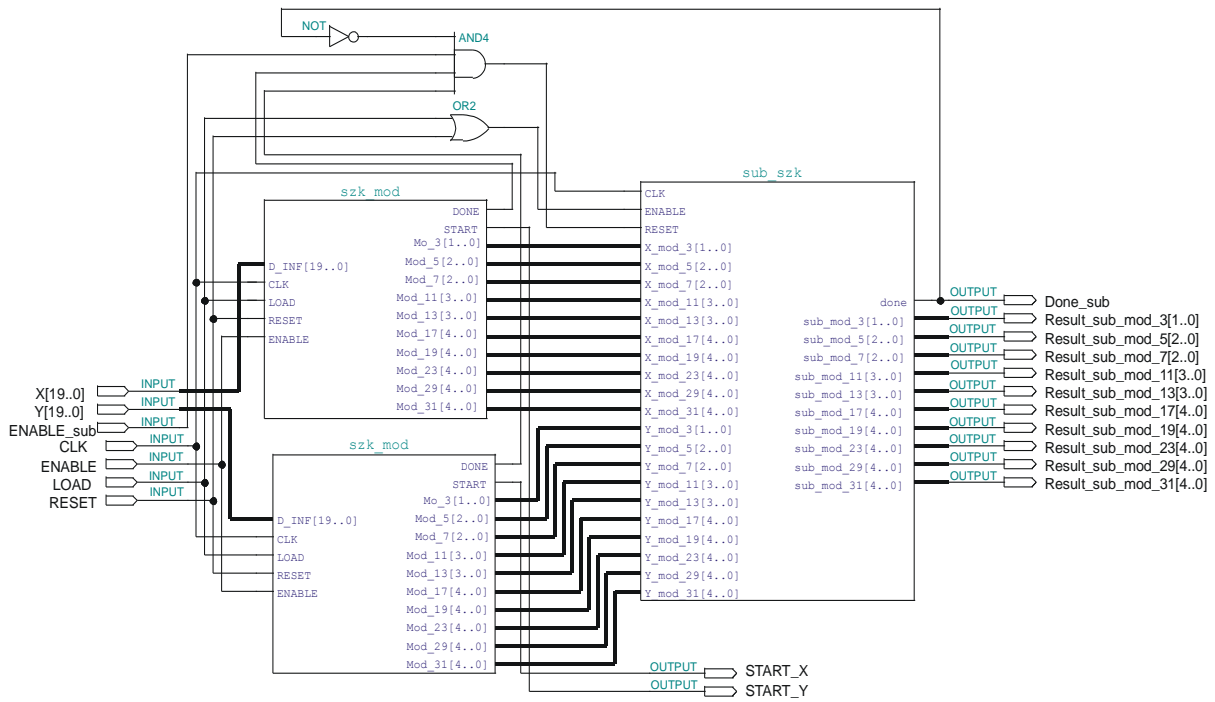 NOT
AND4
OR2
szk_mod
DONE
START
Mo_3[1..0]
D_INF[19..0]
Mod_5[2..0]
CLK
Mod_7[2..0]
LOAD
Mod_11[3..0]
RESET
Mod_13[3..0]
ENABLE
Mod_17[4..0]
Mod_19[4..0]
Mod_23[4..0]
Mod_29[4..0]
Mod_31[4..0]
X[19..0] INPUT
Y[19..0] INPUT
ENABLE_sub INPUT
CLK INPUT
ENABLE INPUT
LOAD INPUT
RESET INPUT
szk_mod
DONE
START
Mo_3[1..0]
D_INF[19..0]
Mod_5[2..0]
CLK
Mod_7[2..0]
LOAD
Mod_11[3..0]
RESET
Mod_13[3..0]
ENABLE
Mod_17[4..0]
Mod_19[4..0]
Mod_23[4..0]
Mod_29[4..0]
Mod_31[4..0]
sub_szk
CLK
ENABLE
RESET
X_mod_3[1..0]
X_mod_5[2..0]
X_mod_7[2..0]
X_mod_11[3..0]
X_mod_13[3..0]
X_mod_17[4..0]
X_mod_19[4..0]
X_mod_23[4..0]
X_mod_29[4..0]
X_mod_31[4..0]
Y_mod_3[1..0]
Y_mod_5[2..0]
Y_mod_7[2..0]
Y_mod_11[3..0]
Y_mod_13[3..0]
Y_mod_17[4..0]
Y_mod_19[4..0]
Y_mod_23[4..0]
Y_mod_29[4..0]
Y_mod_31[4..0]
done
sub_mod_3[1..0]
sub_mod_5[2..0]
sub_mod_7[2..0]
sub_mod_11[3..0]
sub_mod_13[3..0]
sub_mod_17[4..0]
sub_mod_19[4..0]
sub_mod_23[4..0]
sub_mod_29[4..0]
sub_mod_31[4..0]
OUTPUT Done_sub
OUTPUT Result_sub_mod_3[1..0]
OUTPUT Result_sub_mod_5[2..0]
OUTPUT Result_sub_mod_7[2..0]
OUTPUT Result_sub_mod_11[3..0]
OUTPUT Result_sub_mod_13[3..0]
OUTPUT Result_sub_mod_17[4..0]
OUTPUT Result_sub_mod_19[4..0]
OUTPUT Result_sub_mod_23[4..0]
OUTPUT Result_sub_mod_29[4..0]
OUTPUT Result_sub_mod_31[4..0]
OUTPUT START_X
OUTPUT START_Y